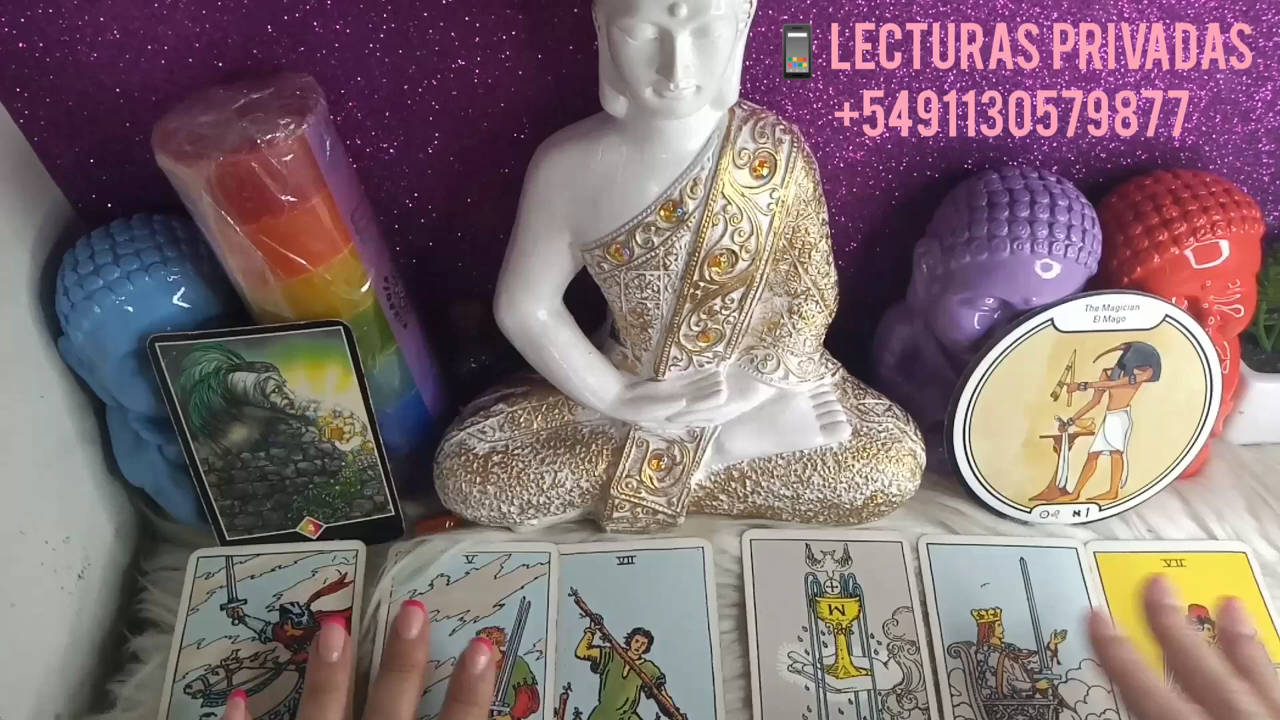 LECTURAS PRIVADAS
+5491130579877
The Magician
El Mago
V
VII
VII